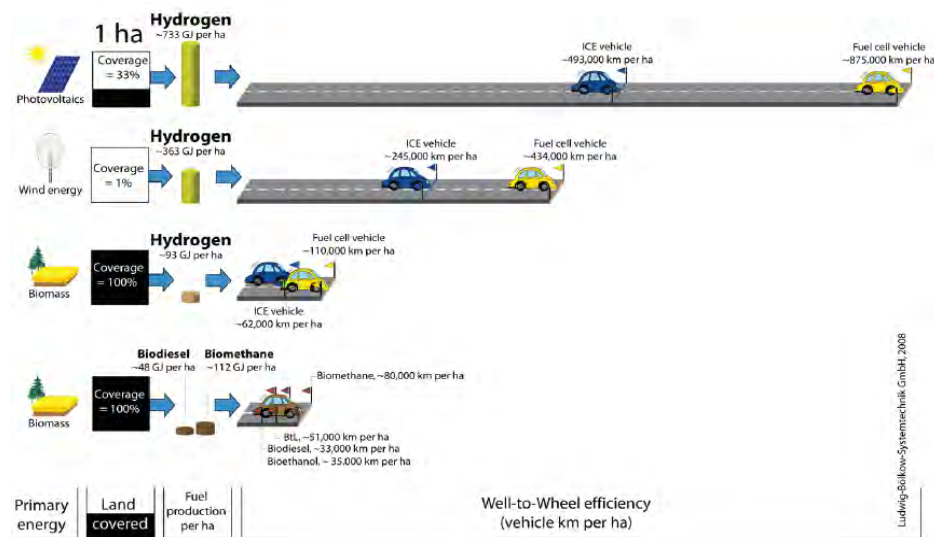 1 ha
Hydrogen
~733 GJ per ha
Coverage
= 33%
Photovoltaics
ICE vehicle
~493,000 km per ha
Fuel cell vehicle
~875,000 km per ha
Hydrogen
~363 GJ per ha
Coverage
= 1%
Wind energy
ICE vehicle
~245,000 km per ha
Fuel cell vehicle
~434,000 km per ha
Hydrogen
~93 GJ per ha
Coverage
= 100%
Biomass
Fuel cell vehicle
~110,000 km per ha
ICE vehicle
~62,000 km per ha
Biodiesel
~48 GJ per ha
Biomethane
~112 GJ per ha
Coverage
= 100%
Biomass
Biomethane, ~80,000 km per ha
BtL, ~51,000 km per ha
Biodiesel, ~33,000 km per ha
Bioethanol, ~ 35.000 km per ha
Ludwig-Bölkow-Systemtechnik GmbH, 2008
Primary
energy
Land
covered
Fuel
production
per ha
Well-to-Wheel efficiency
(vehicle km per ha)